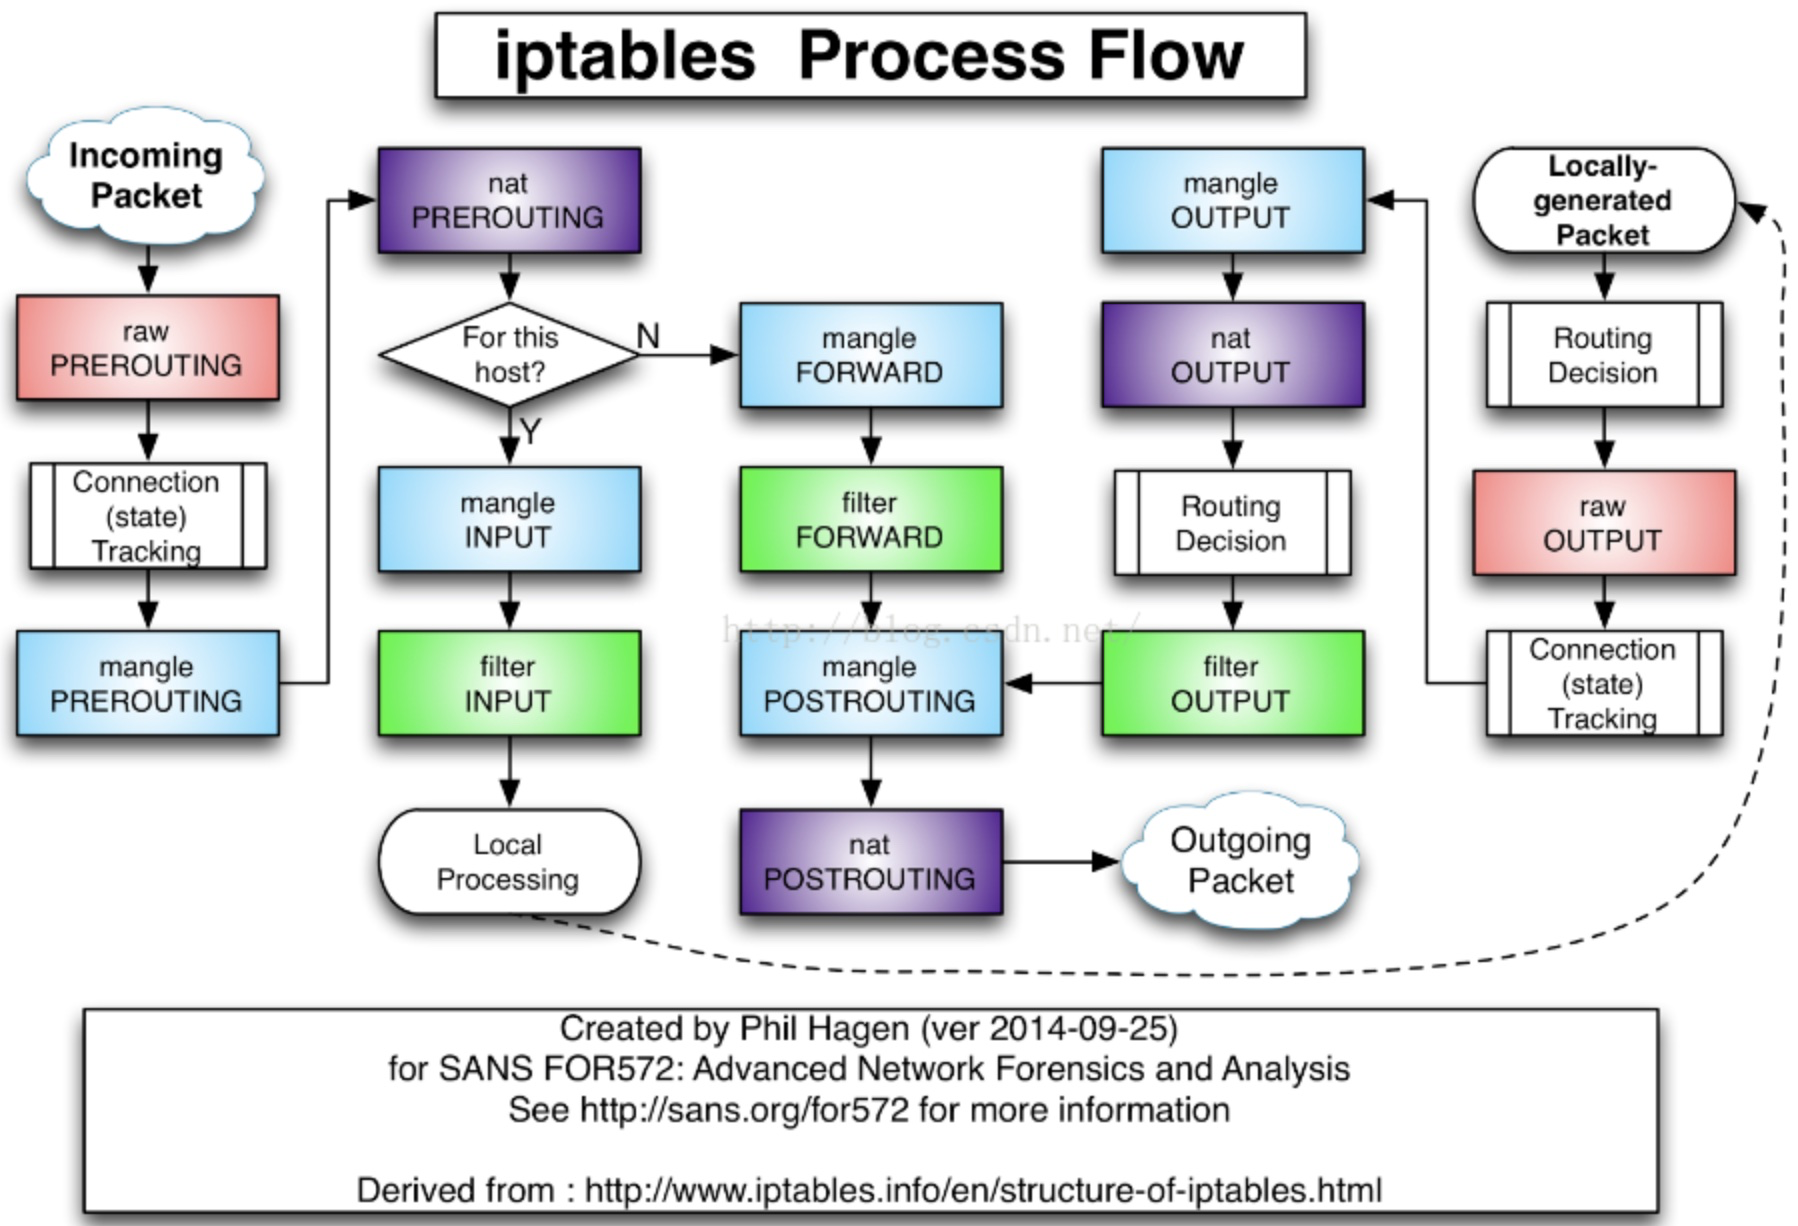 iptables Process Flow
Incoming
Packet
raw
PREROUTING
Connection
(state)
Tracking
mangle
PREROUTING
nat
PREROUTING
For this
host?
N
Y
mangle
INPUT
filter
INPUT
Local
Processing
mangle
FORWARD
filter
FORWARD
mangle
POSTROUTING
nat
POSTROUTING
mangle
OUTPUT
nat
OUTPUT
Routing
Decision
filter
OUTPUT
Outgoing
Packet
Locally-
generated
Packet
Routing
Decision
raw
OUTPUT
Connection
(state)
Tracking
http://blog.csdn.net/
Created by Phil Hagen (ver 2014-09-25)
for SANS FOR572: Advanced Network Forensics and Analysis
See http://sans.org/for572 for more information
Derived from : http://www.iptables.info/en/structure-of-iptables.html